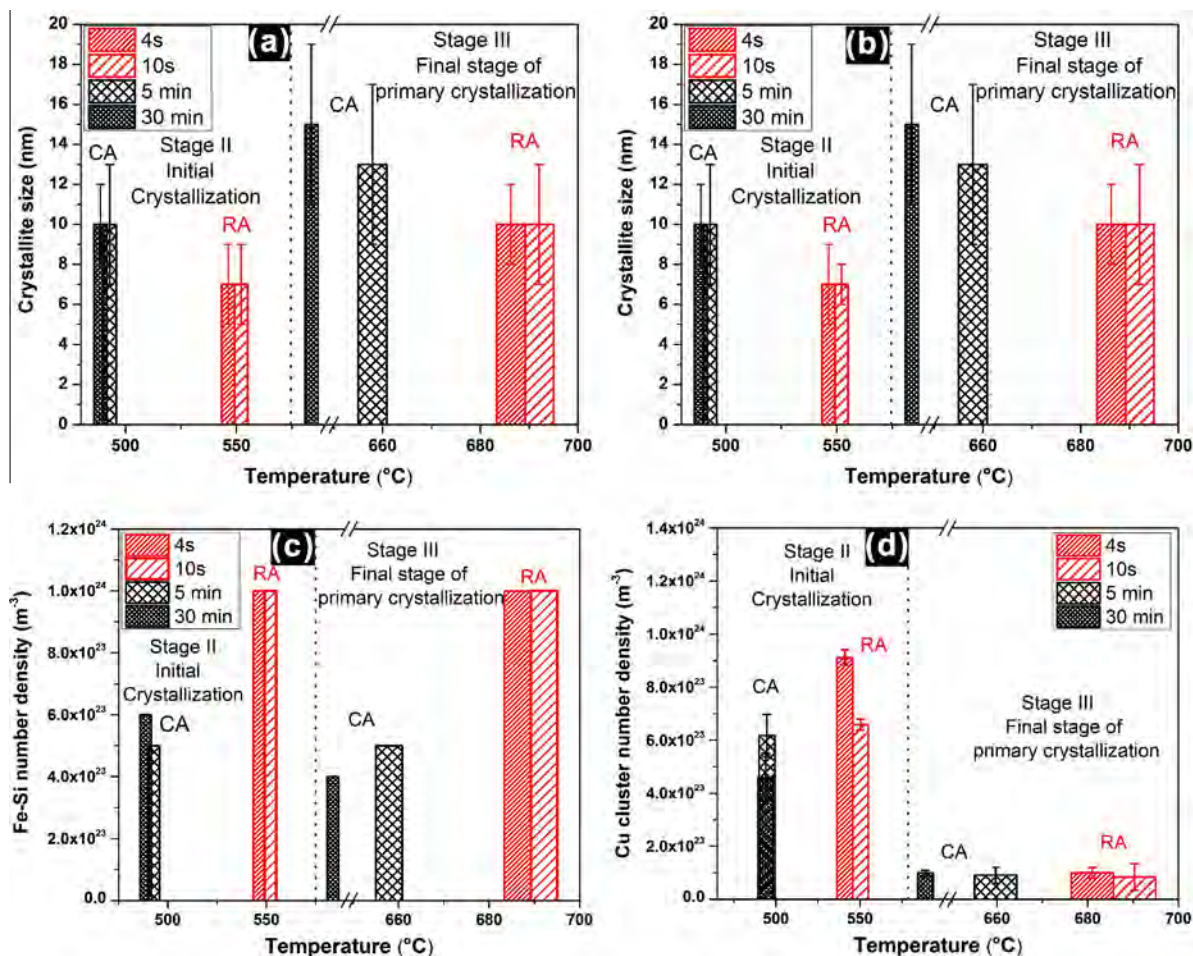 (a)
4s
10s
5 min
30 min
Stage III
Final stage of
primary crystallization
CA
Stage II
Initial
Crystallization
RA
CA
RA
20
18
16
14
12
10
8
6
4
2
0
Crystallite size (nm)
500
550
660
680
700
Temperature (°C)
(b)
4s
10s
5 min
30 min
Stage III
Final stage of
primary crystallization
CA
Stage II
Initial
Crystallization
RA
CA
RA
20
18
16
14
12
10
8
6
4
2
0
Crystallite size (nm)
500
550
660
680
700
Temperature (°C)
(c)
4s
10s
5 min
30 min
RA
Stage III
Final stage of
primary crystallization
RA
Stage II
Initial
Crystallization
CA
CA
1.2x10²⁴
1.0x10²⁴
8.0x10²³
6.0x10²³
4.0x10²³
2.0x10²³
0.0
Fe-Si number density (m⁻³)
500
550
660
680
700
Temperature (°C)
(d)
4s
10s
5 min
30 min
Stage II
Initial
Crystallization
RA
CA
Stage III
Final stage of
primary crystallization
CA
RA
1.4x10²⁴
1.2x10²⁴
1.0x10²⁴
8.0x10²³
6.0x10²³
4.0x10²³
2.0x10²³
0.0
Cu cluster number density (m⁻³)
500
550
660
680
700
Temperature (°C)